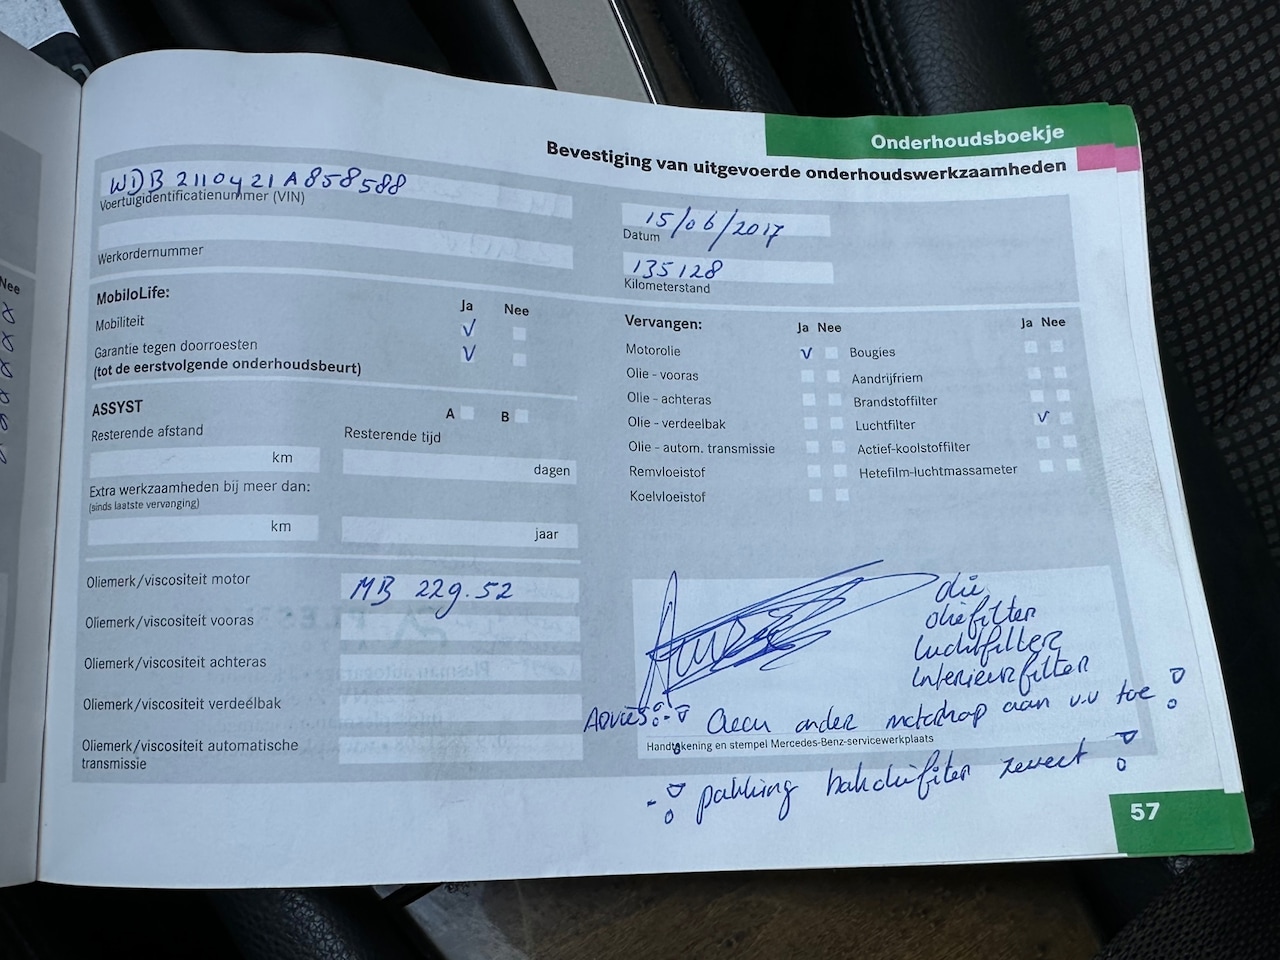 Onderhoudsboekje
Bevestiging van uitgevoerde onderhoudswerkzaamheden
WDB 2110421A858588
Voertuigidentificatienummer (VIN)
Werkordernummer
15/06/2017
Datum
135128
Kilometerstand
Nee
MobiloLife:
Ja Nee
Mobiliteit V
Garantie tegen doorroesten V
(tot de eerstvolgende onderhoudsbeurt)
ASSYST
A B
Resterende afstand Resterende tijd
km dagen
Extra werkzaamheden bij meer dan:
(sinds laatste vervanging)
km jaar
Oliemerk/viscositeit motor MB 229.52
Oliemerk/viscositeit vooras
Oliemerk/viscositeit achteras
Oliemerk/viscositeit verdeelbak
Oliemerk/viscositeit automatische
transmissie
Vervangen:
Ja Nee
Motorolie V
Olie - vooras
Olie - achteras
Olie - verdeelbak
Olie - autom. transmissie
Remvloeistof
Koelvloeistof
Ja Nee
Bougies
Aandrijfriem
Brandstoffilter
Luchtfilter V
Actief-koolstoffilter
Hetefilm-luchtmassameter
olie
oliefilter
luchtfilter
Interieurfilter
Advies: onder motorkap aan v.v toe
Handtekening en stempel Mercedes-Benz-servicewerkplaats
pakking zweet
57